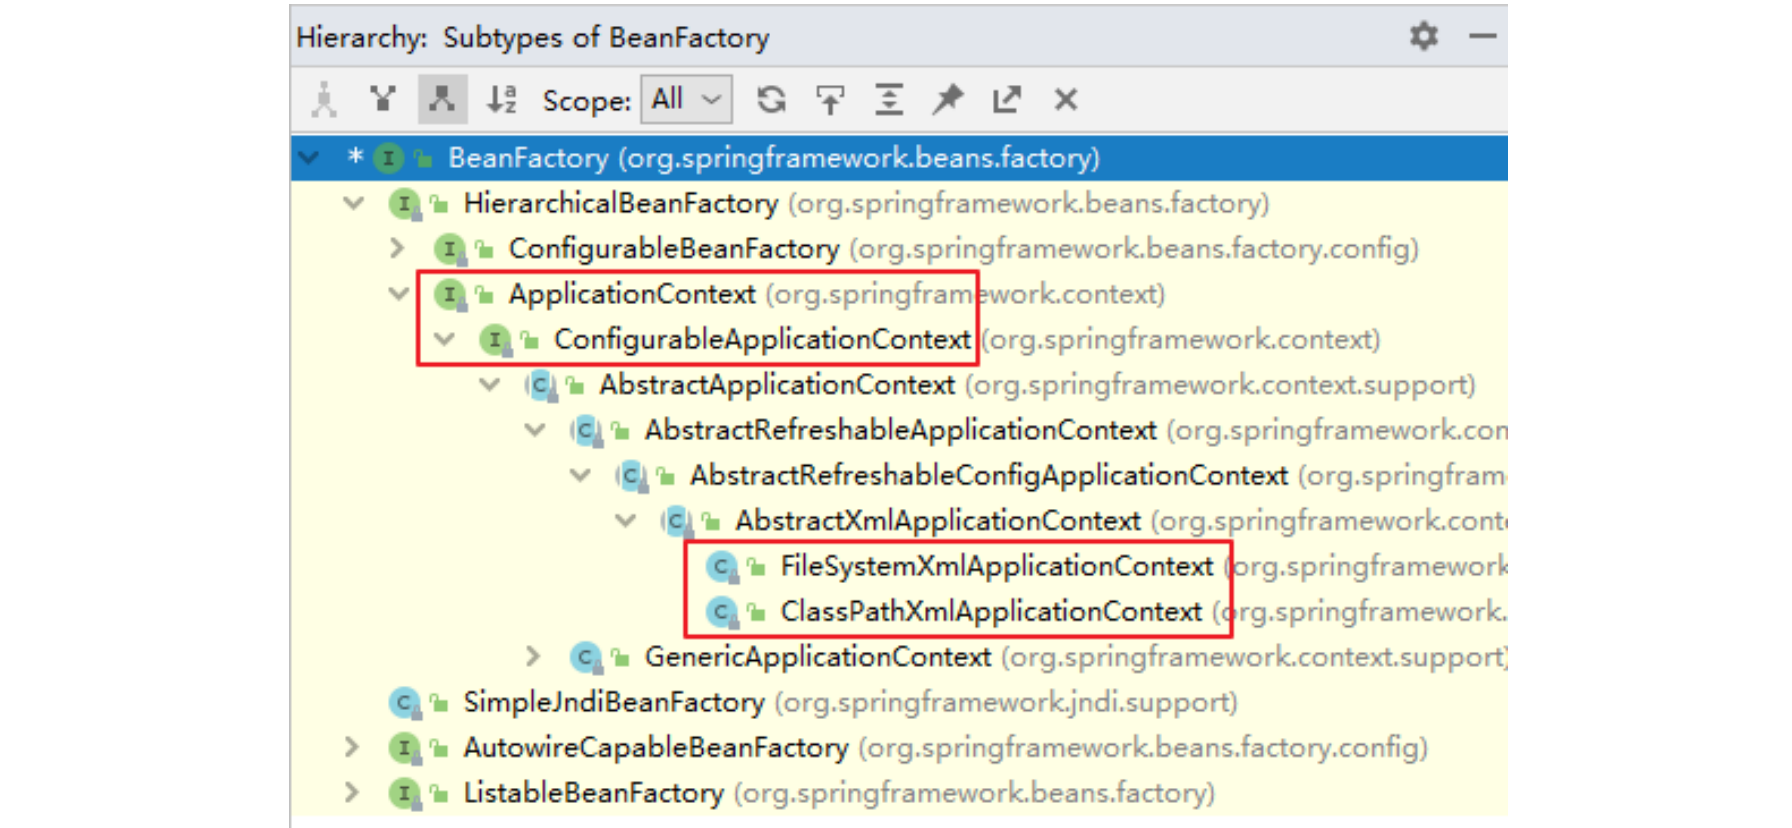 Hierarchy: Subtypes of BeanFactory
Scope: All
* BeanFactory (org.springframework.beans.factory)
HierarchicalBeanFactory (org.springframework.beans.factory)
ConfigurableBeanFactory (org.springframework.beans.factory.config)
ApplicationContext (org.springframework.context)
ConfigurableApplicationContext (org.springframework.context)
AbstractApplicationContext (org.springframework.context.support)
AbstractRefreshableApplicationContext (org.springframework.con
AbstractRefreshableConfigApplicationContext (org.springfram
AbstractXmlApplicationContext (org.springframework.cont
FileSystemXmlApplicationContext (org.springframework
ClassPathXmlApplicationContext (org.springframework.
GenericApplicationContext (org.springframework.context.support)
SimpleJndiBeanFactory (org.springframework.jndi.support)
AutowireCapableBeanFactory (org.springframework.beans.factory.config)
ListableBeanFactory (org.springframework.beans.factory)